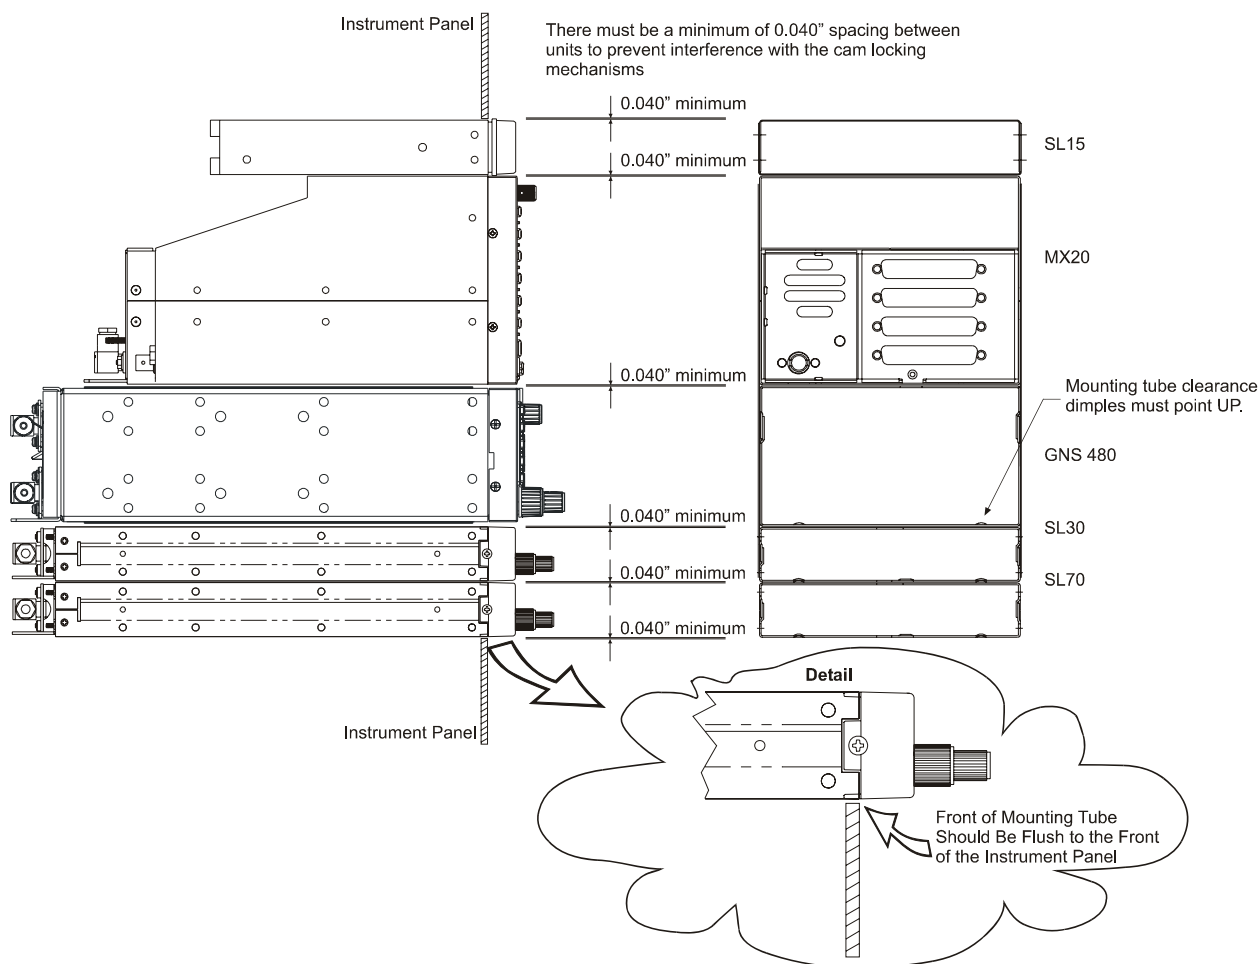 Instrument Panel
There must be a minimum of 0.040” spacing between
units to prevent interference with the cam locking
mechanisms
0.040” minimum
SL15
0.040” minimum
MX20
0.040” minimum
Mounting tube clearance
dimples must point UP.
GNS 480
0.040” minimum
SL30
0.040” minimum
SL70
0.040” minimum
Instrument Panel
Detail
Front of Mounting Tube
Should Be Flush to the Front
of the Instrument Panel